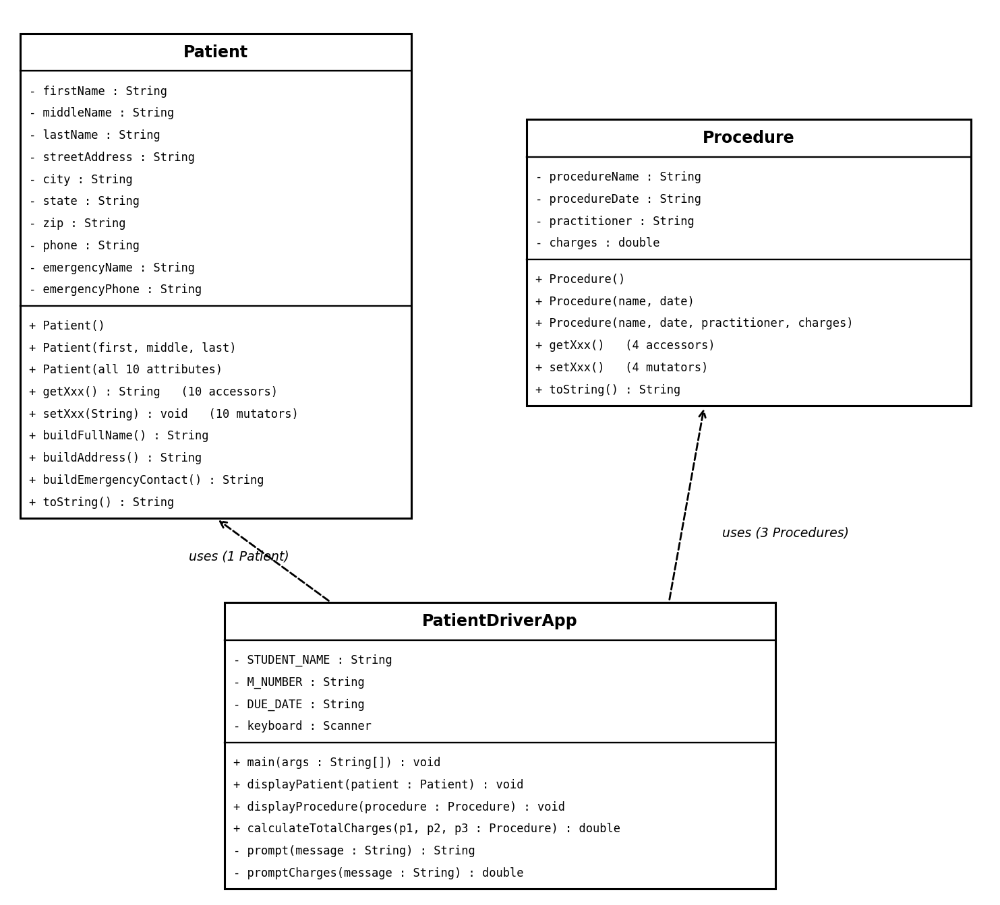 Patient
- firstName : String
- middleName : String
- lastName : String
- streetAddress : String
- city : String
- state : String
- zip : String
- phone : String
- emergencyName : String
- emergencyPhone : String
+ Patient()
+ Patient(first, middle, last)
+ Patient(all 10 attributes)
+ getXxx() : String   (10 accessors)
+ setXxx(String) : void   (10 mutators)
+ buildFullName() : String
+ buildAddress() : String
+ buildEmergencyContact() : String
+ toString() : String
Procedure
- procedureName : String
- procedureDate : String
- practitioner : String
- charges : double
+ Procedure()
+ Procedure(name, date)
+ Procedure(name, date, practitioner, charges)
+ getXxx()   (4 accessors)
+ setXxx()   (4 mutators)
+ toString() : String
uses (1 Patient)
uses (3 Procedures)
PatientDriverApp
- STUDENT_NAME : String
- M_NUMBER : String
- DUE_DATE : String
- keyboard : Scanner
+ main(args : String[]) : void
+ displayPatient(patient : Patient) : void
+ displayProcedure(procedure : Procedure) : void
+ calculateTotalCharges(p1, p2, p3 : Procedure) : double
- prompt(message : String) : String
- promptCharges(message : String) : double